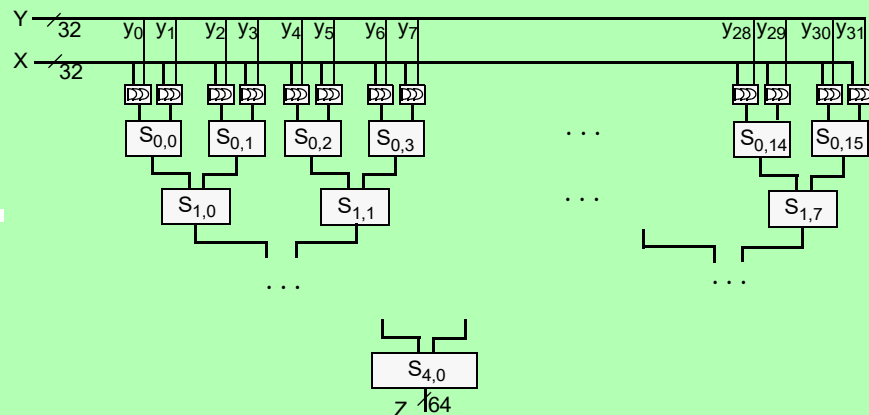 Y 32 y0 y1 y2 y3 y4 y5 y6 y7 y28 y29 y30 y31
X 32
S0,0 S0,1 S0,2 S0,3 . . . S0,14 S0,15
S1,0 S1,1 . . . S1,7
. . . . . .
S4,0
Z 64